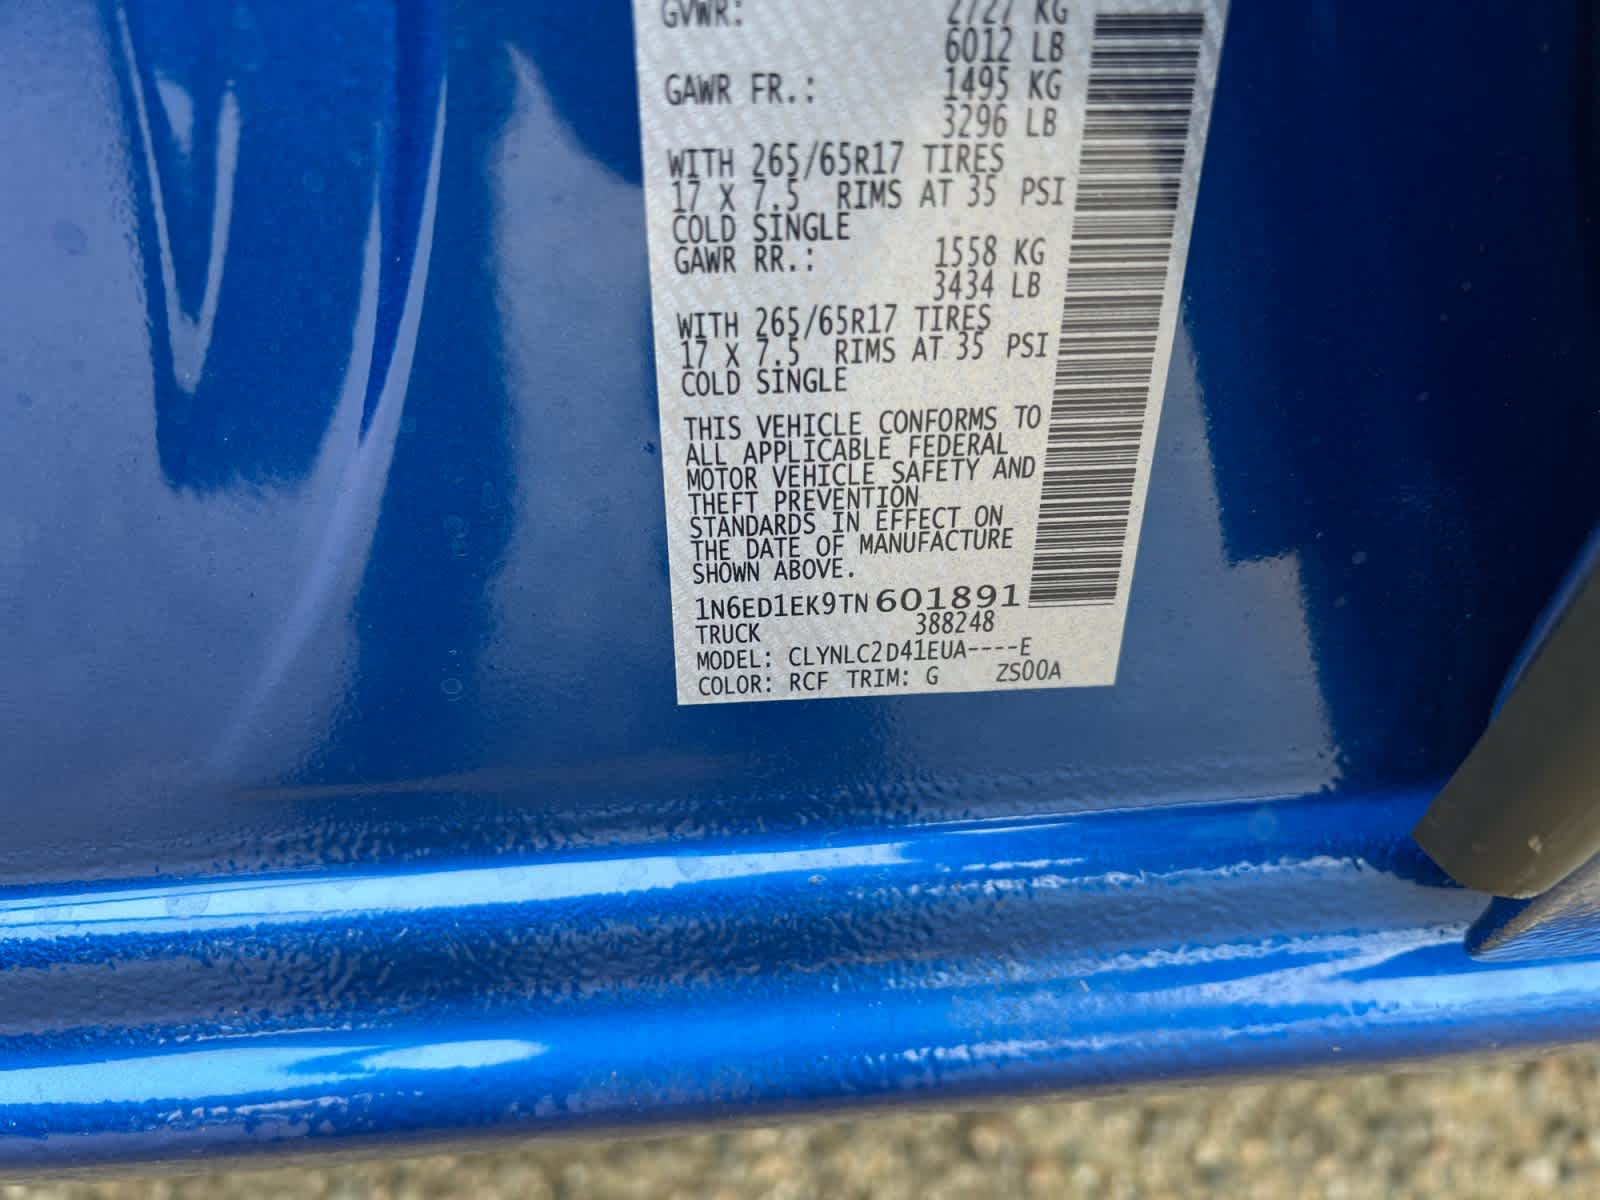 GVWR: 2727 KG
6012 LB
GAWR FR.: 1495 KG
3296 LB
WITH 265/65R17 TIRES
17 X 7.5 RIMS AT 35 PSI
COLD SINGLE
GAWR RR.: 1558 KG
3434 LB
WITH 265/65R17 TIRES
17 X 7.5 RIMS AT 35 PSI
COLD SINGLE
THIS VEHICLE CONFORMS TO
ALL APPLICABLE FEDERAL
MOTOR VEHICLE SAFETY AND
THEFT PREVENTION
STANDARDS IN EFFECT ON
THE DATE OF MANUFACTURE
SHOWN ABOVE.
1N6ED1EK9TN601891
TRUCK 388248
MODEL: CLYNLC2D41EUA----E
COLOR: RCF TRIM: G ZS00A